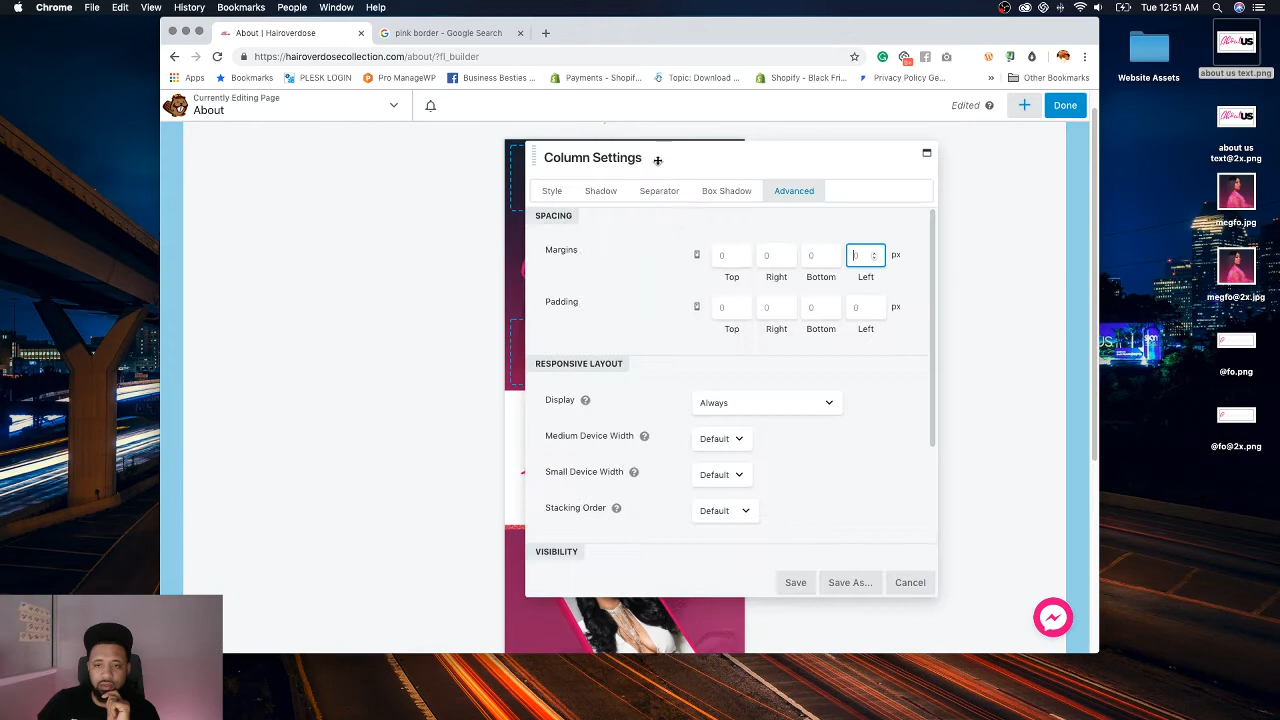 Chrome File Edit View History Bookmarks People Window Help
Tue 12:51 AM
About | Hairoverdose
pink border - Google Search
https://hairoverdosecollection.com/about/?fl_builder
Apps Bookmarks PLESK LOGIN Pro ManageWP Business Besties ... Payments - Shopif... Topic: Download ... Shopify - Black Fri... Privacy Policy Ge... » Other Bookmarks
Currently Editing Page
About
Edited
Done
Column Settings
Style Shadow Separator Box Shadow Advanced
SPACING
Margins 0 0 0 0 px
Top Right Bottom Left
Padding 0 0 0 0 px
Top Right Bottom Left
RESPONSIVE LAYOUT
Display Always
Medium Device Width Default
Small Device Width Default
Stacking Order Default
VISIBILITY
Save Save As... Cancel
Website Assets
About US
about us text.png
About US
about us
text@2x.png
megfo.jpg
megfo@2x.jpg
@fo.png
@fo@2x.png